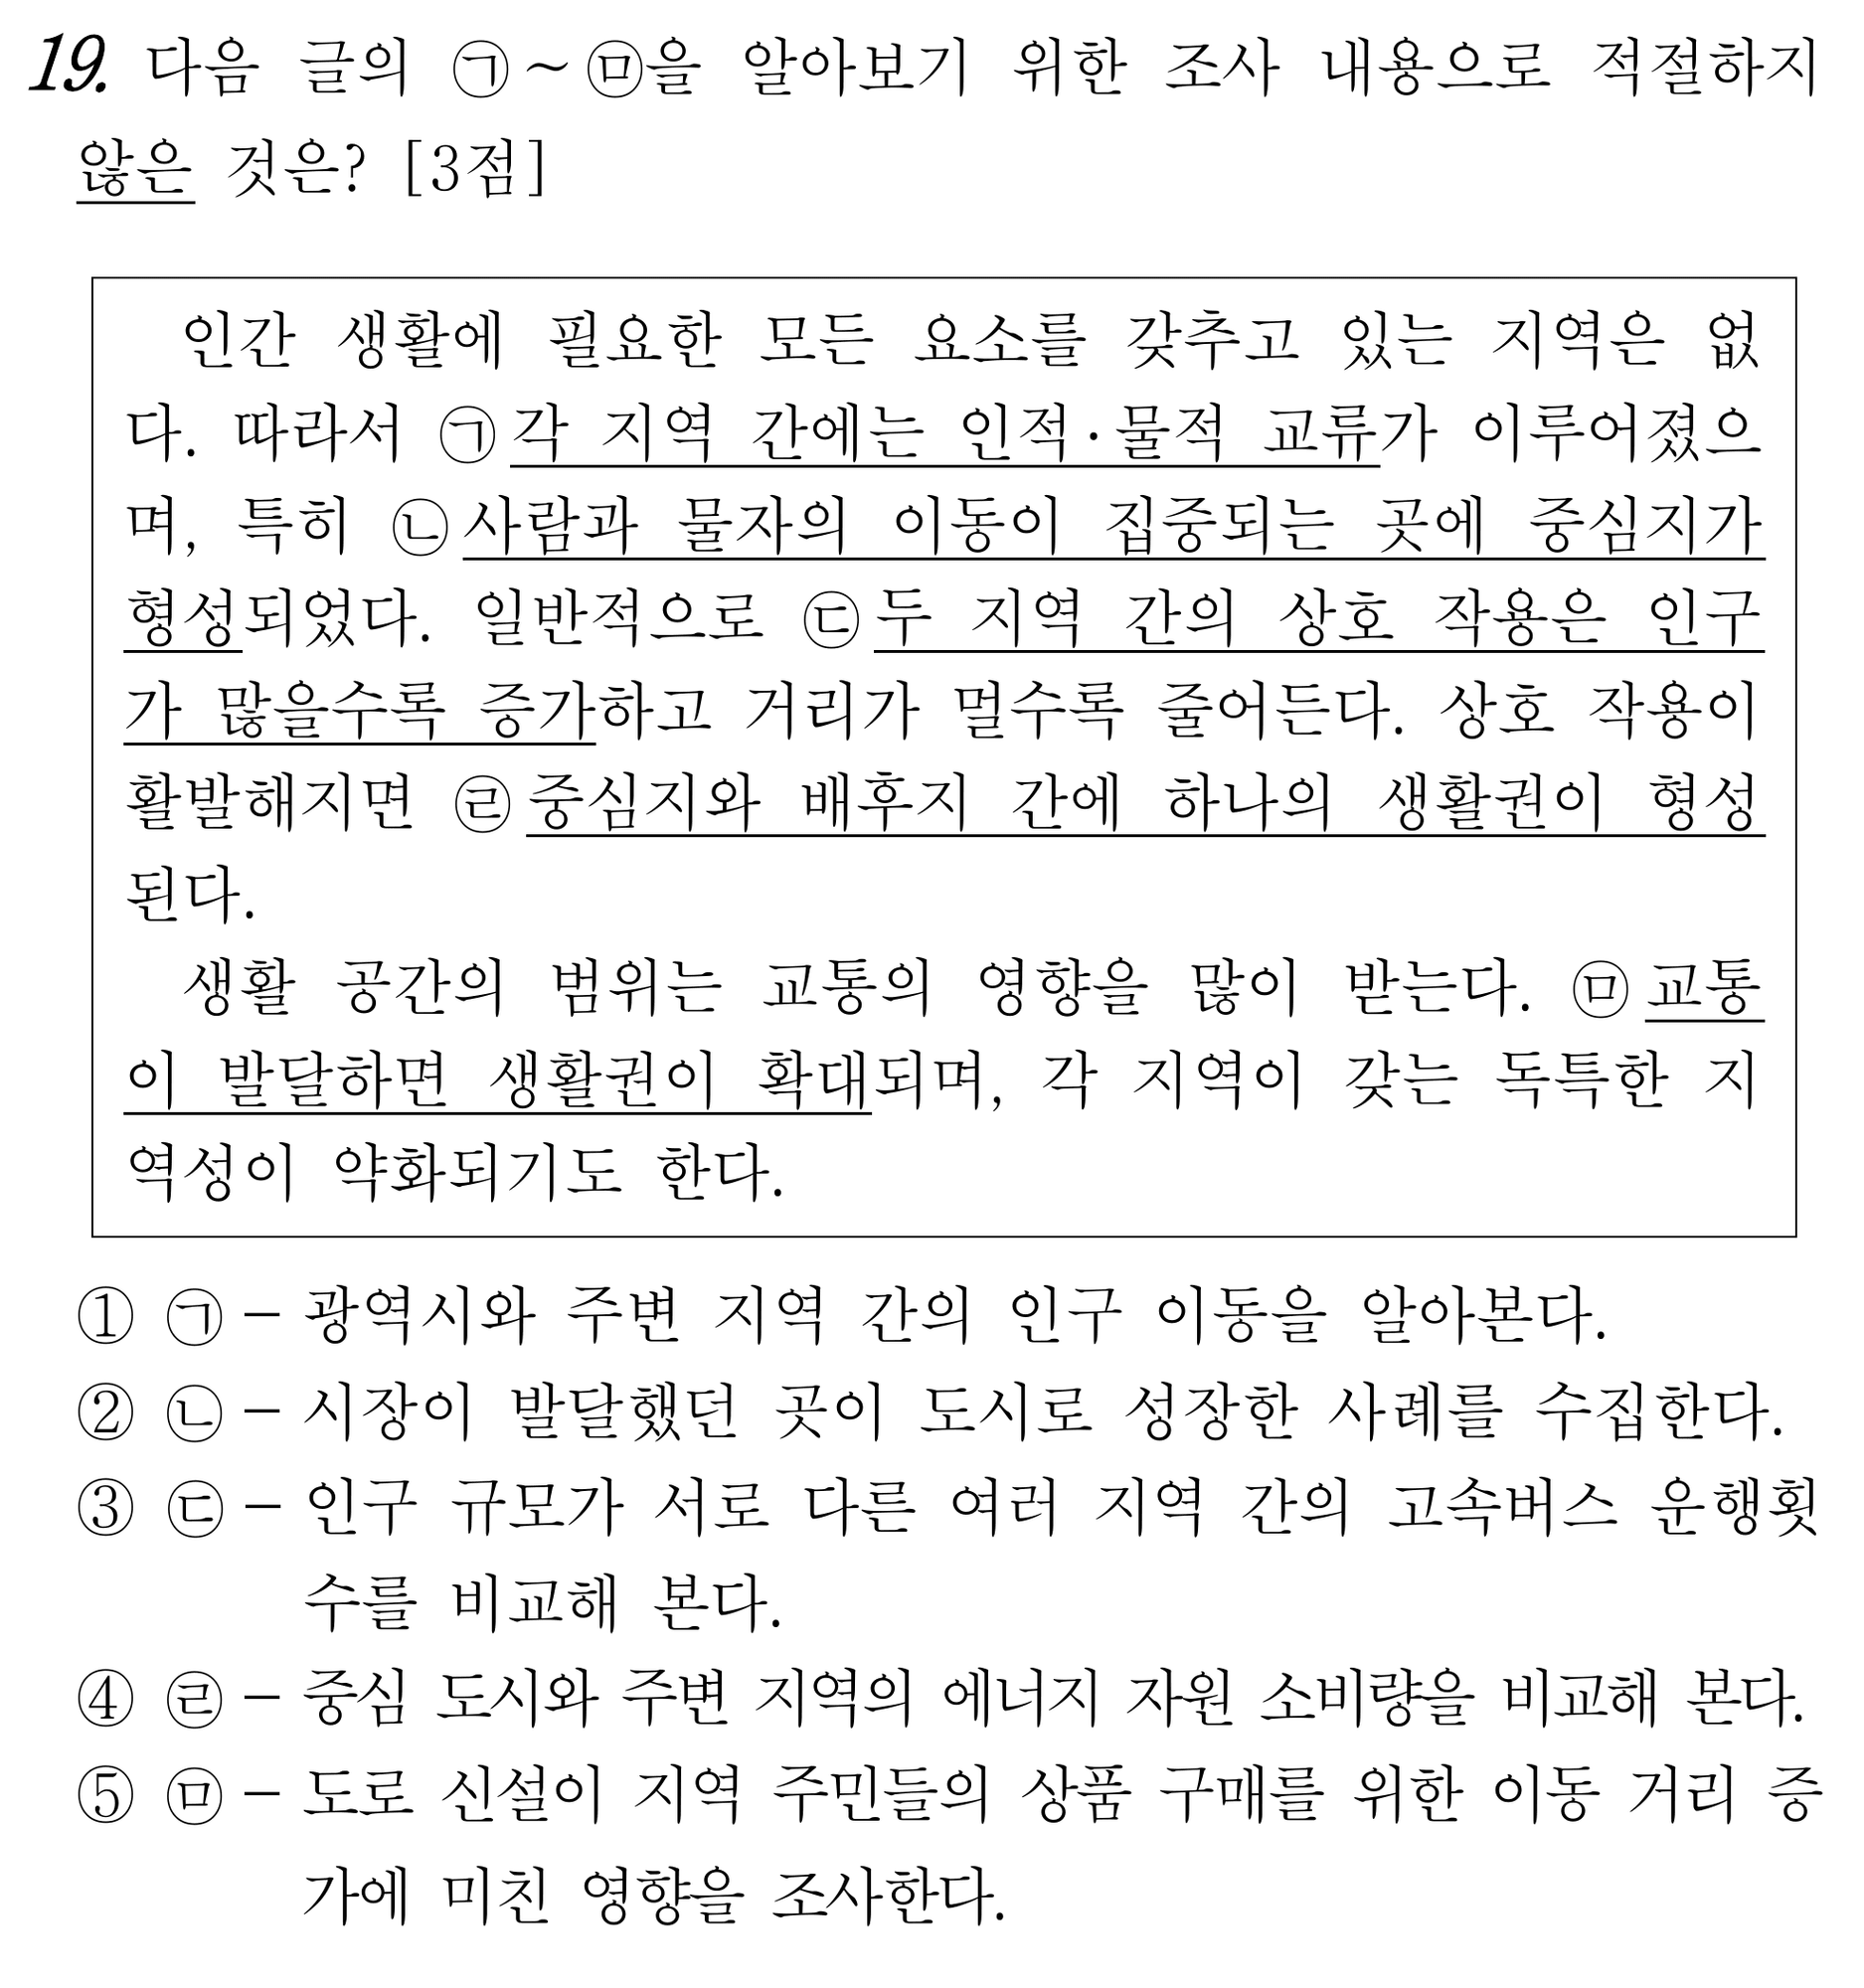 19. 다음 글의 ㉠~㉤을 알아보기 위한 조사 내용으로 적절하지
않은 것은? [3점]
인간 생활에 필요한 모든 요소를 갖추고 있는 지역은 없
다. 따라서 ㉠각 지역 간에는 인적·물적 교류가 이루어졌으
며, 특히 ㉡사람과 물자의 이동이 집중되는 곳에 중심지가
형성되었다. 일반적으로 ㉢두 지역 간의 상호 작용은 인구
가 많을수록 증가하고 거리가 멀수록 줄어든다. 상호 작용이
활발해지면 ㉣중심지와 배후지 간에 하나의 생활권이 형성
된다.
생활 공간의 범위는 교통의 영향을 많이 받는다. ㉤교통
이 발달하면 생활권이 확대되며, 각 지역이 갖는 독특한 지
역성이 약화되기도 한다.
① ㉠ - 광역시와 주변 지역 간의 인구 이동을 알아본다.
② ㉡ - 시장이 발달했던 곳이 도시로 성장한 사례를 수집한다.
③ ㉢ - 인구 규모가 서로 다른 여러 지역 간의 고속버스 운행횟
수를 비교해 본다.
④ ㉣ - 중심 도시와 주변 지역의 에너지 자원 소비량을 비교해 본다.
⑤ ㉤ - 도로 신설이 지역 주민들의 상품 구매를 위한 이동 거리 증
가에 미친 영향을 조사한다.